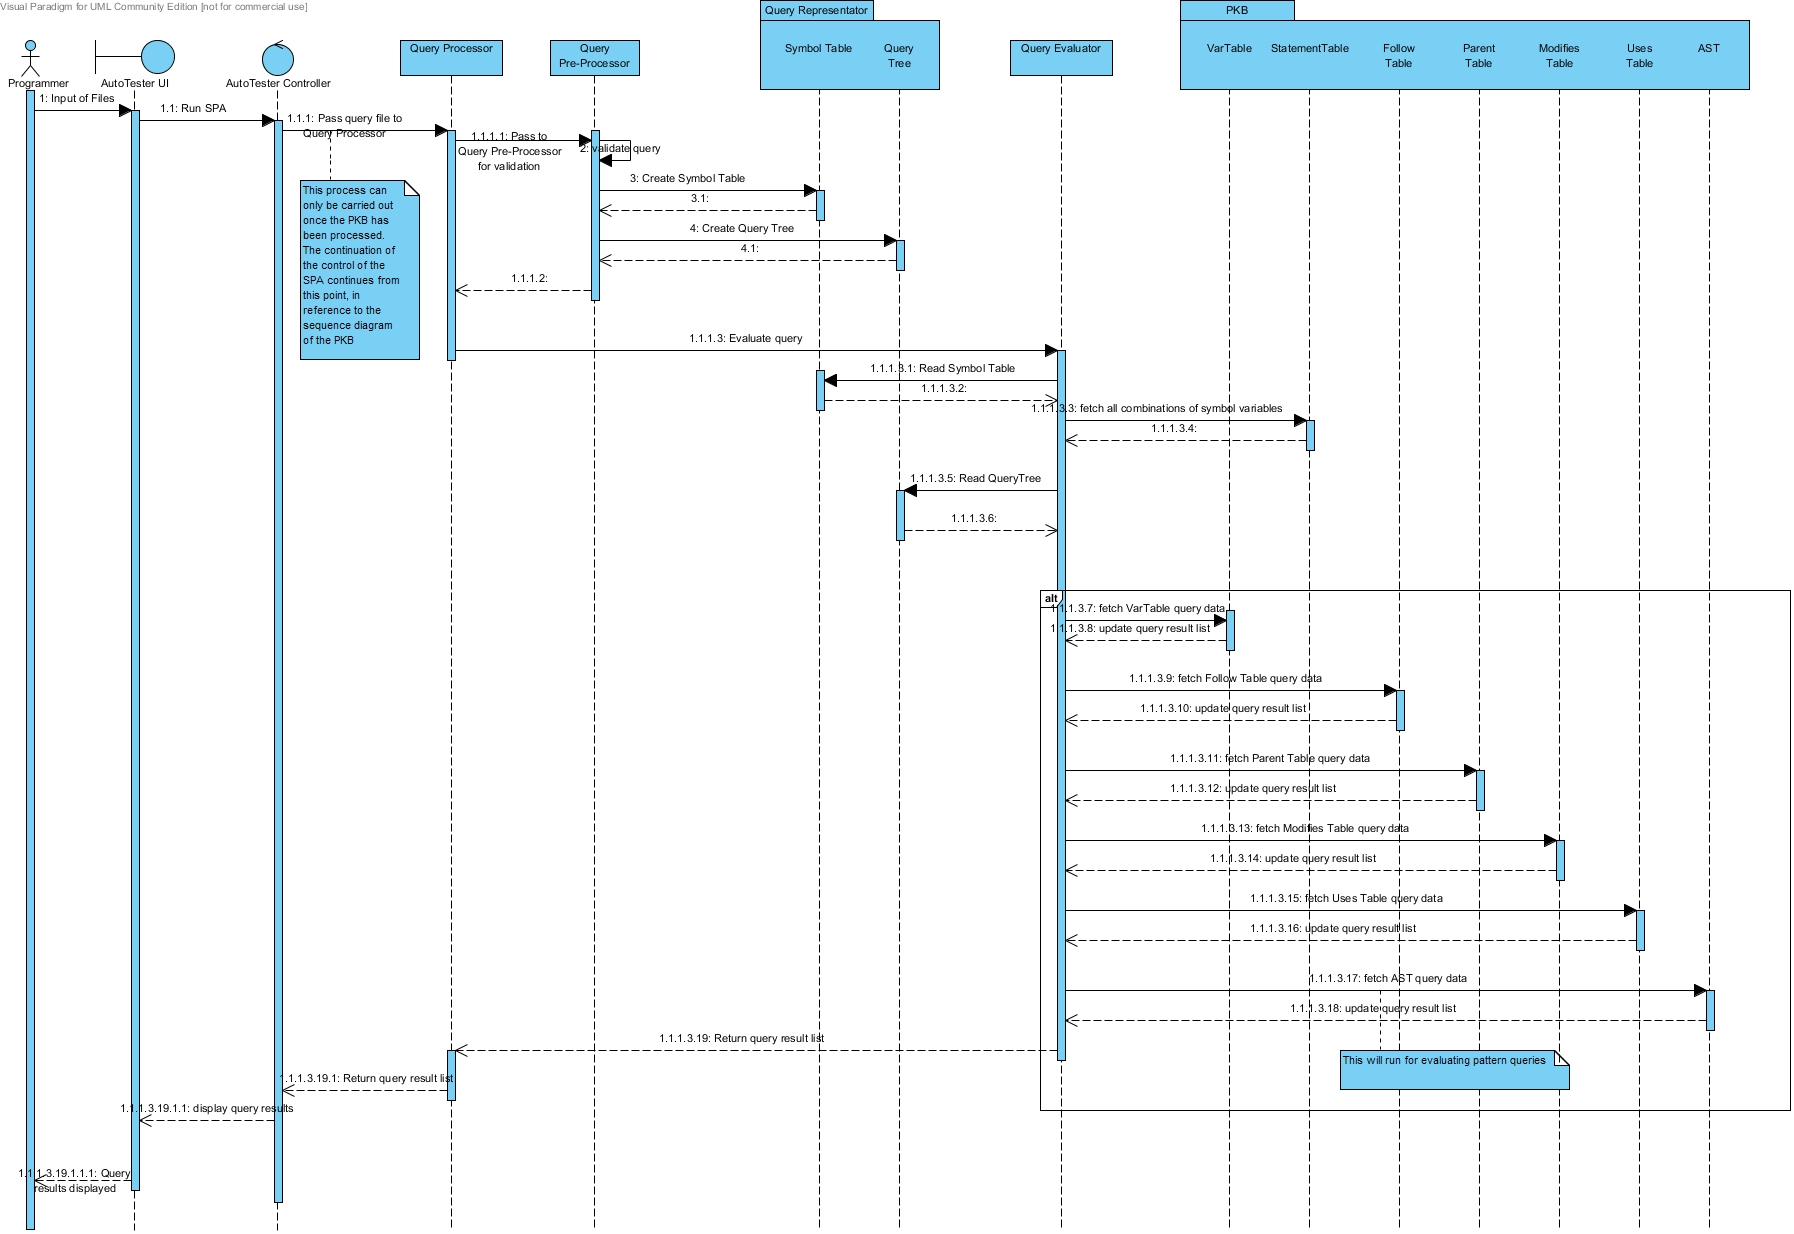 Visual Paradigm for UML Community Edition [not for commercial use]
Query Representator
PKB
Programmer
AutoTester UI
AutoTester Controller
Query Processor
Query
Pre-Processor
Symbol Table
Query
Tree
Query Evaluator
VarTable
StatementTable
Follow
Table
Parent
Table
Modifies
Table
Uses
Table
AST
1: Input of Files
1.1: Run SPA
1.1.1: Pass query file to
Query Processor
1.1.1.1: Pass to
Query Pre-Processor
for validation
2: validate query
This process can
only be carried out
once the PKB has
been processed.
The continuation of
the control of the
SPA continues from
this point, in
reference to the
sequence diagram
of the PKB
3: Create Symbol Table
3.1:
4: Create Query Tree
4.1:
1.1.1.2:
1.1.1.3: Evaluate query
1.1.1.3.1: Read Symbol Table
1.1.1.3.2:
1.1.1.3.3: fetch all combinations of symbol variables
1.1.1.3.4:
1.1.1.3.5: Read QueryTree
1.1.1.3.6:
alt
1.1.1.3.7: fetch VarTable query data
1.1.1.3.8: update query result list
1.1.1.3.9: fetch Follow Table query data
1.1.1.3.10: update query result list
1.1.1.3.11: fetch Parent Table query data
1.1.1.3.12: update query result list
1.1.1.3.13: fetch Modifies Table query data
1.1.1.3.14: update query result list
1.1.1.3.15: fetch Uses Table query data
1.1.1.3.16: update query result list
1.1.1.3.17: fetch AST query data
1.1.1.3.18: update query result list
This will run for evaluating pattern queries
1.1.1.3.19: Return query result list
1.1.1.3.19.1: Return query result list
1.1.1.3.19.1.1: display query results
1.1.1.3.19.1.1.1: Query
results displayed